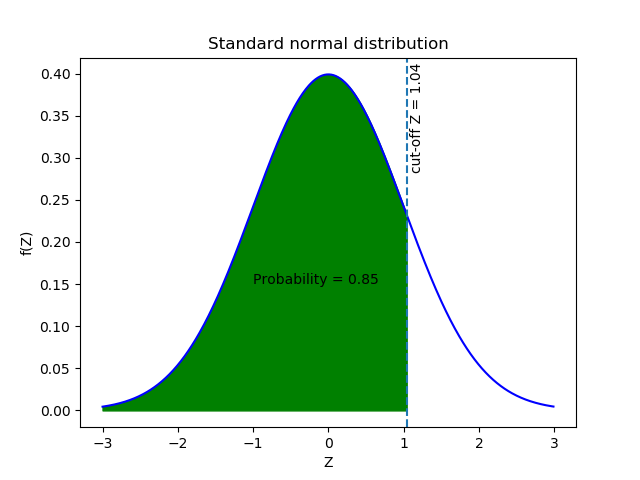 Standard normal distribution
cut-off Z = 1.04
Probability = 0.85
f(Z)
0.40
0.35
0.30
0.25
0.20
0.15
0.10
0.05
0.00
−3 −2 −1 0 1 2 3
Z